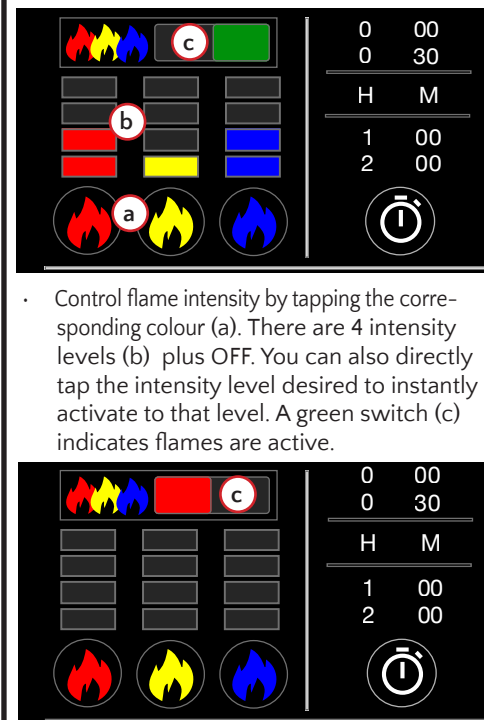 c
0 00
0 30
H M
b
1 00
2 00
a
· Control flame intensity by tapping the corre-
sponding colour (a). There are 4 intensity
levels (b) plus OFF. You can also directly
tap the intensity level desired to instantly
activate to that level. A green switch (c)
indicates flames are active.
c
0 00
0 30
H M
1 00
2 00